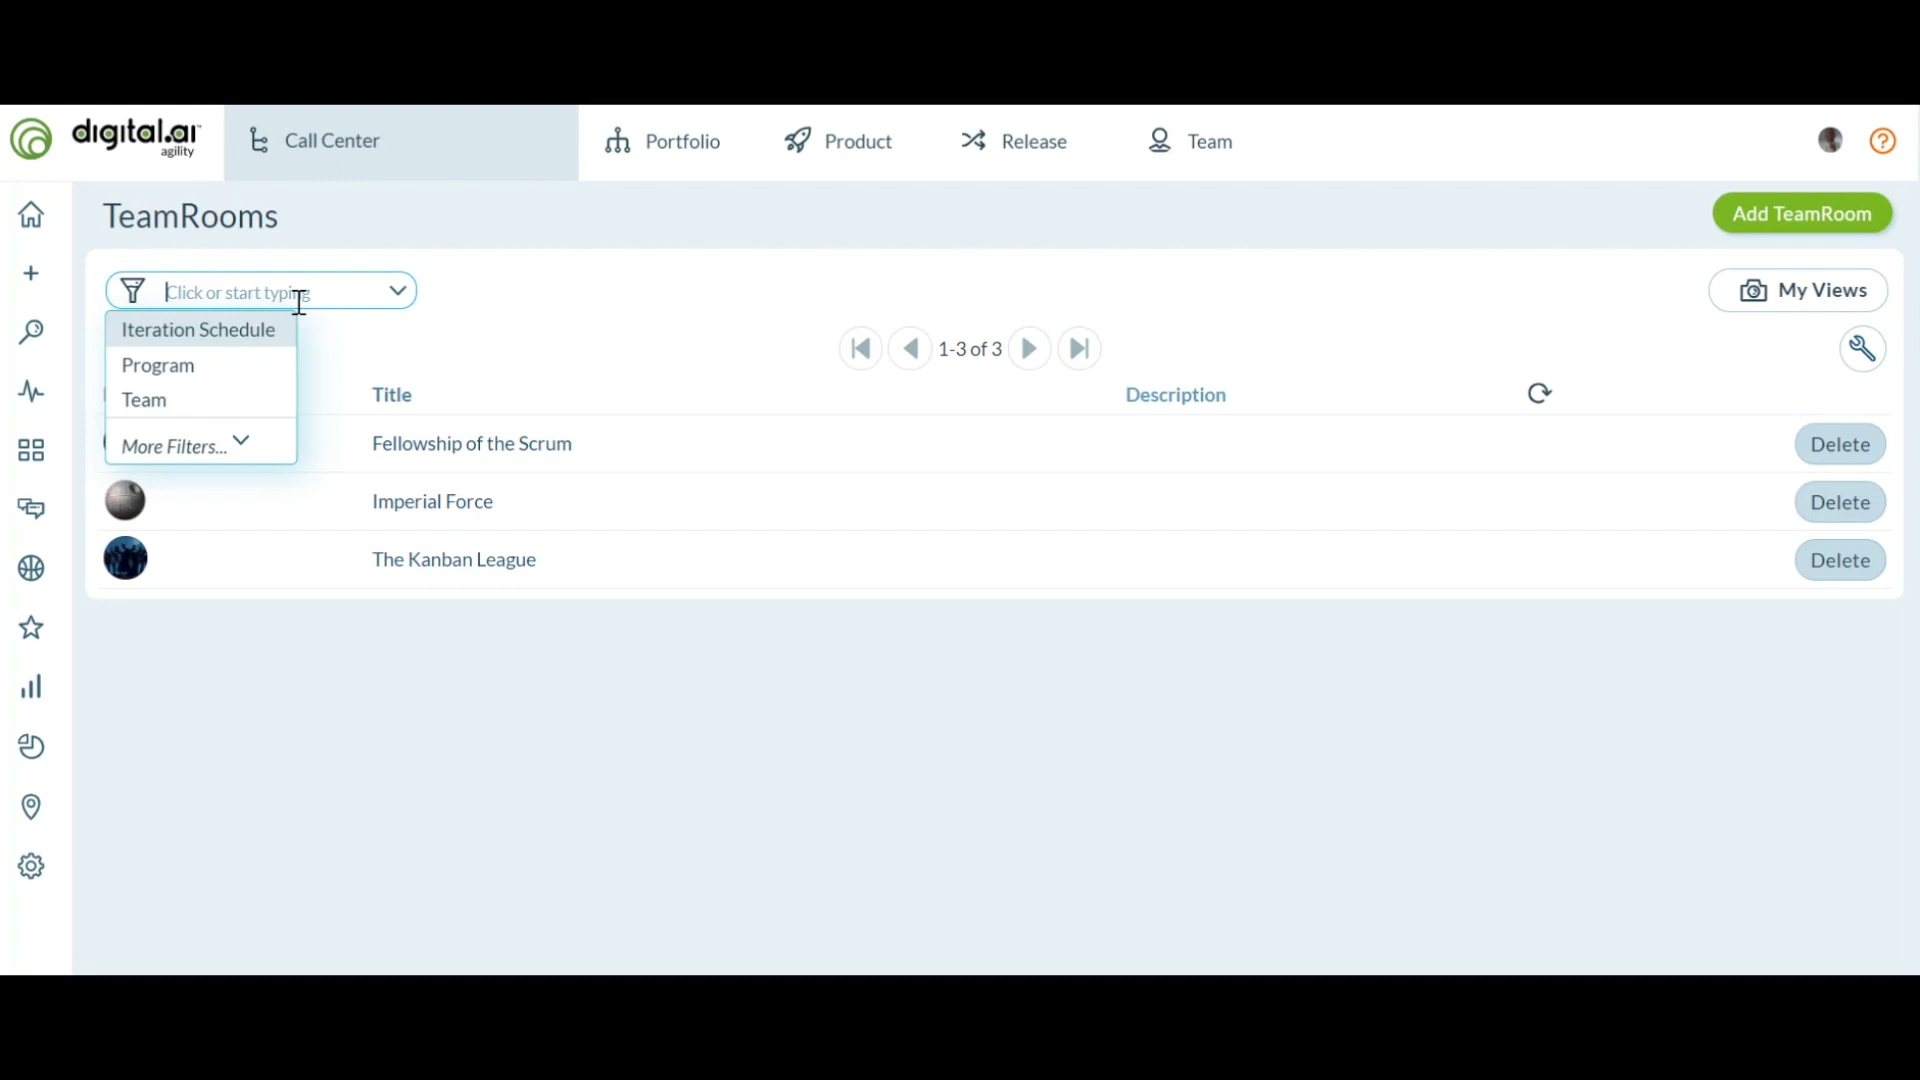 digital.ai
agility
Call Center
Portfolio
Product
Release
Team
TeamRooms
Add TeamRoom
Click or start typing
My Views
Iteration Schedule
Program
Team
More Filters...
1-3 of 3
Title
Description
Fellowship of the Scrum
Delete
Imperial Force
Delete
The Kanban League
Delete